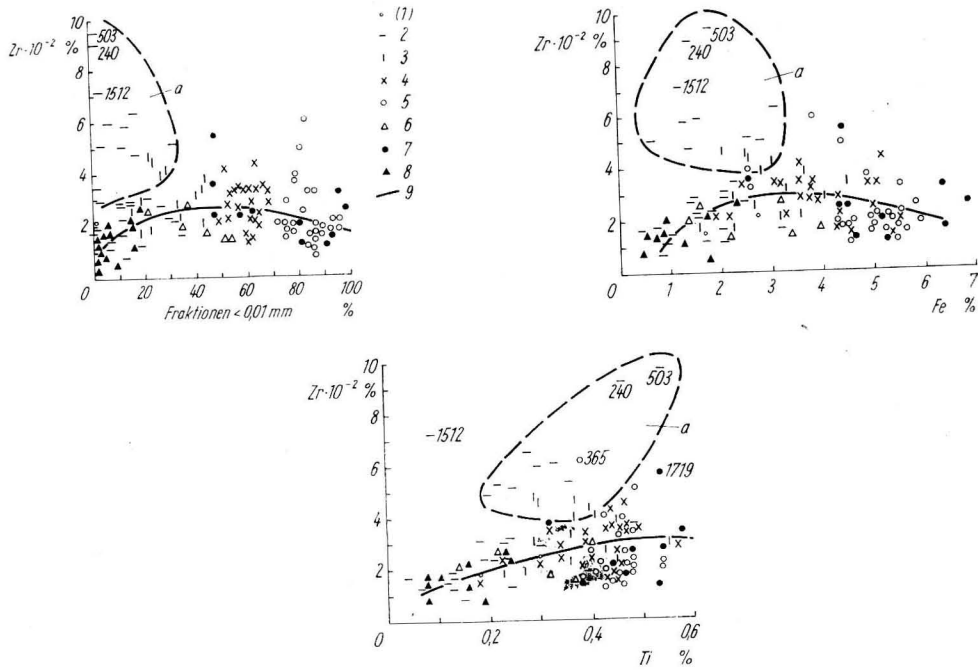 Zr·10⁻² %
10
8
6
4
2
503
240
-1512
a
0 20 40 60 80 100
Fraktionen < 0,01 mm %
(1)
2
3
4
5
6
7
8
9
Zr·10⁻² %
10
8
6
4
2
503
240
-1512
a
0 1 2 3 4 5 6 7
Fe %
Zr·10⁻² %
10
8
6
4
2
503
240
-1512
a
365
1719
0 0,2 0,4 0,6
Ti %